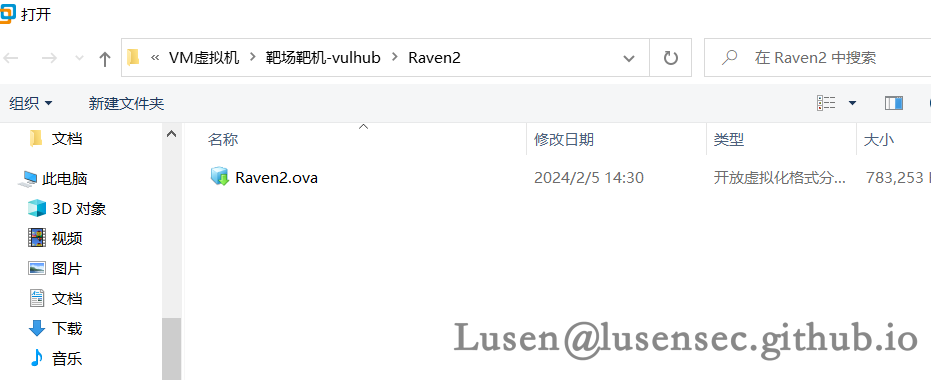 打开
« VM虚拟机 › 靶场靶机-vulhub › Raven2
在 Raven2 中搜索
组织 新建文件夹
名称 修改日期 类型 大小
Raven2.ova 2024/2/5 14:30 开放虚拟化格式分... 783,253
文档
此电脑
3D 对象
视频
图片
文档
下载
音乐
Lusen@lusensec.github.io